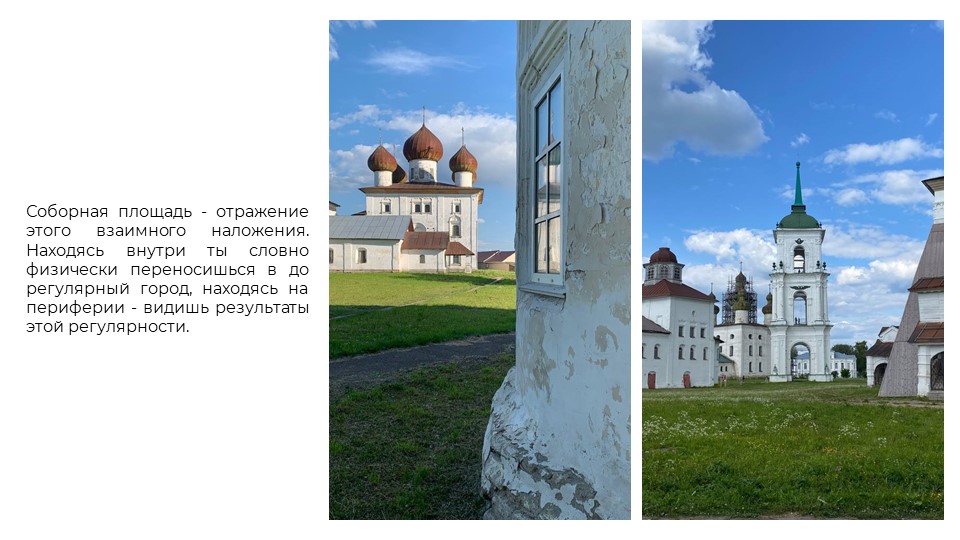 Соборная площадь - отражение
этого взаимного наложения.
Находясь внутри ты словно
физически переносишься в до
регулярный город, находясь на
периферии - видишь результаты
этой регулярности.